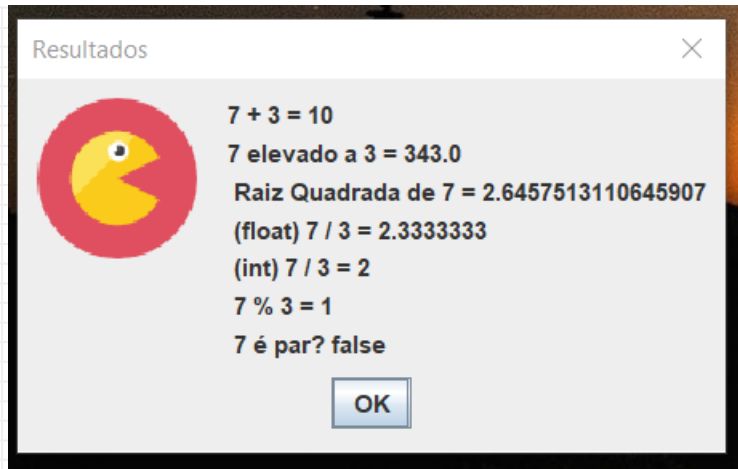 Resultados
7 + 3 = 10
7 elevado a 3 = 343.0
Raiz Quadrada de 7 = 2.6457513110645907
(float) 7 / 3 = 2.3333333
(int) 7 / 3 = 2
7 % 3 = 1
7 é par? false
OK